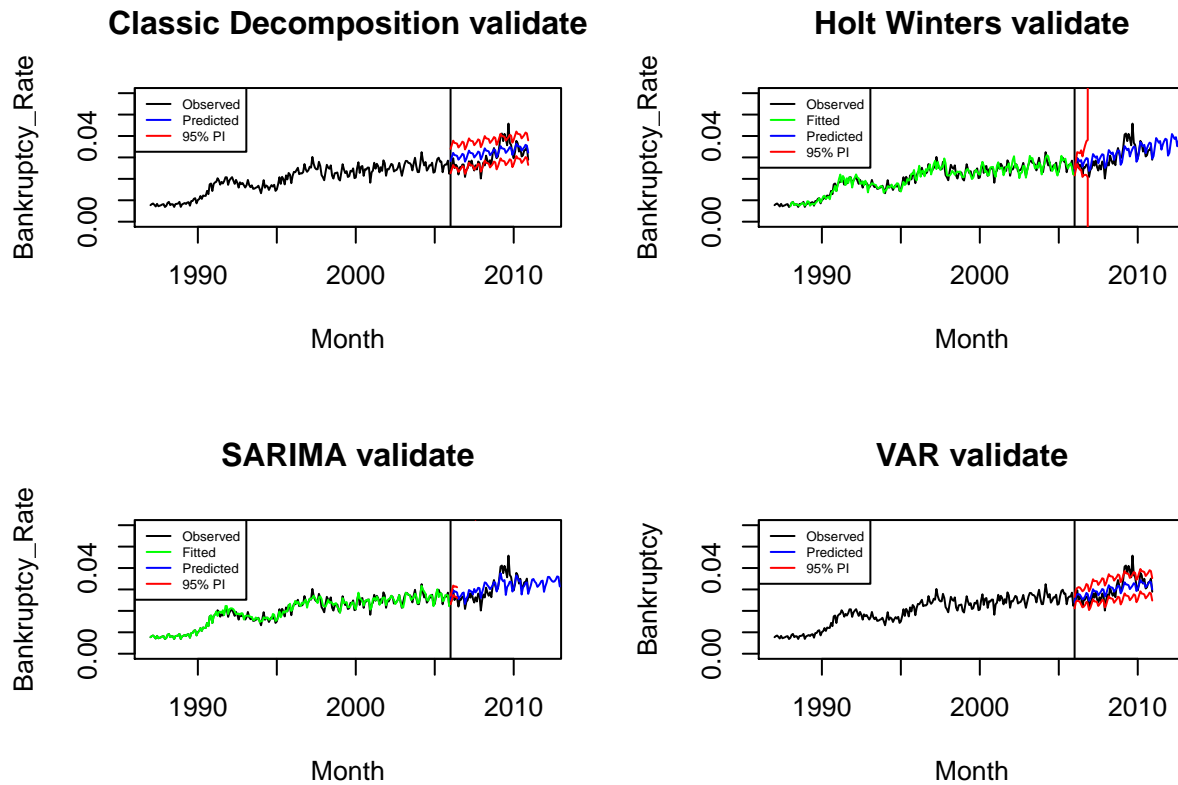 Classic Decomposition validate
Bankruptcy_Rate
0.04
0.00
Observed
Predicted
95% PI
1990 2000 2010
Month
Holt Winters validate
Bankruptcy_Rate
0.04
0.00
Observed
Fitted
Predicted
95% PI
1990 2000 2010
Month
SARIMA validate
Bankruptcy_Rate
0.04
0.00
Observed
Fitted
Predicted
95% PI
1990 2000 2010
Month
VAR validate
Bankruptcy
0.04
0.00
Observed
Predicted
95% PI
1990 2000 2010
Month